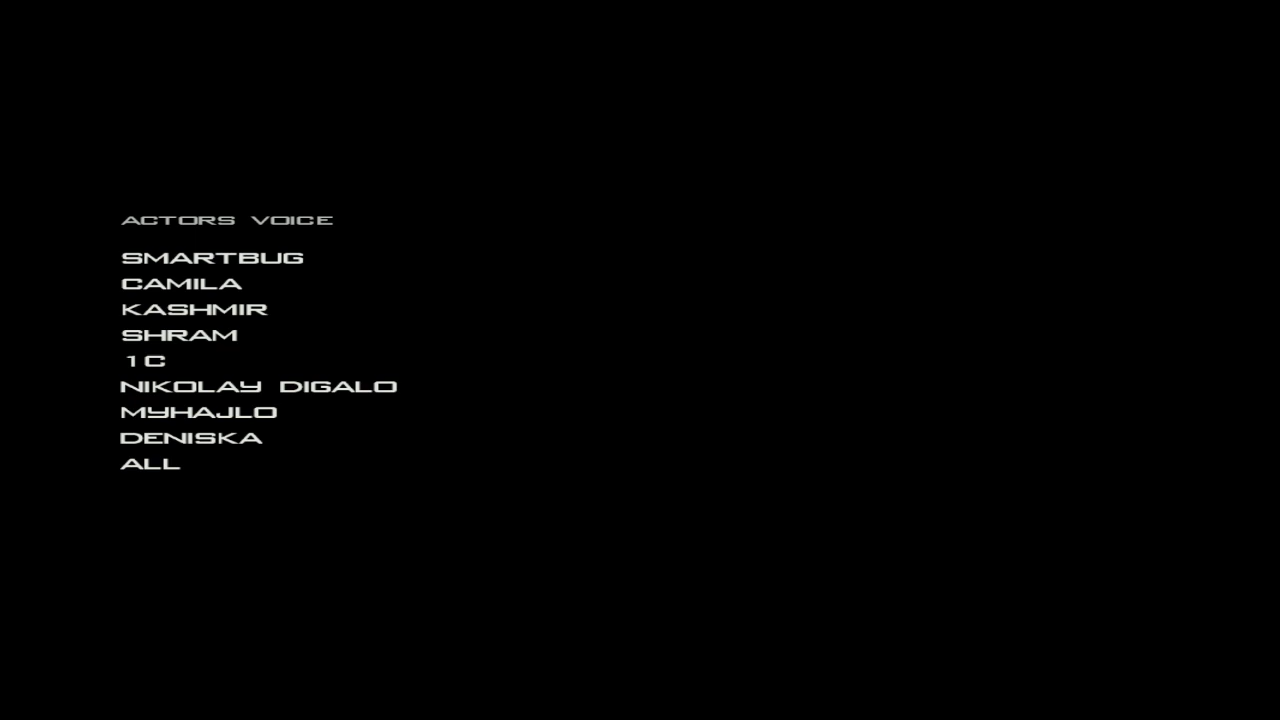 ACTORS VOICE
SMARTBUG
CAMILA
KASHMIR
SHRAM
1C
NIKOLAY DIGALO
MYHAJLO
DENISKA
ALL